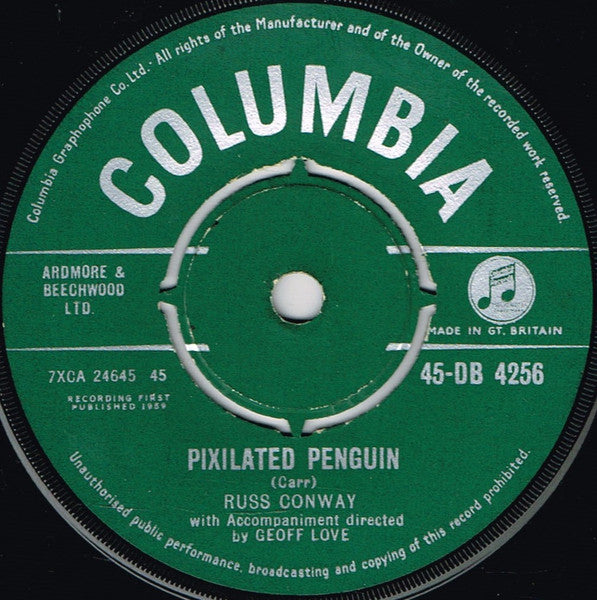 Columbia Graphophone Co. Ltd. · All rights of the Manufacturer and of the Owner of the recorded work reserved.
COLUMBIA
ARDMORE &
BEECHWOOD
LTD.
MADE IN GT. BRITAIN
7XCA 24645 45
45-DB 4256
RECORDING FIRST
PUBLISHED 1959
PIXILATED PENGUIN
(Carr)
RUSS CONWAY
with Accompaniment directed
by GEOFF LOVE
Unauthorised public performance, broadcasting and copying of this record prohibited.